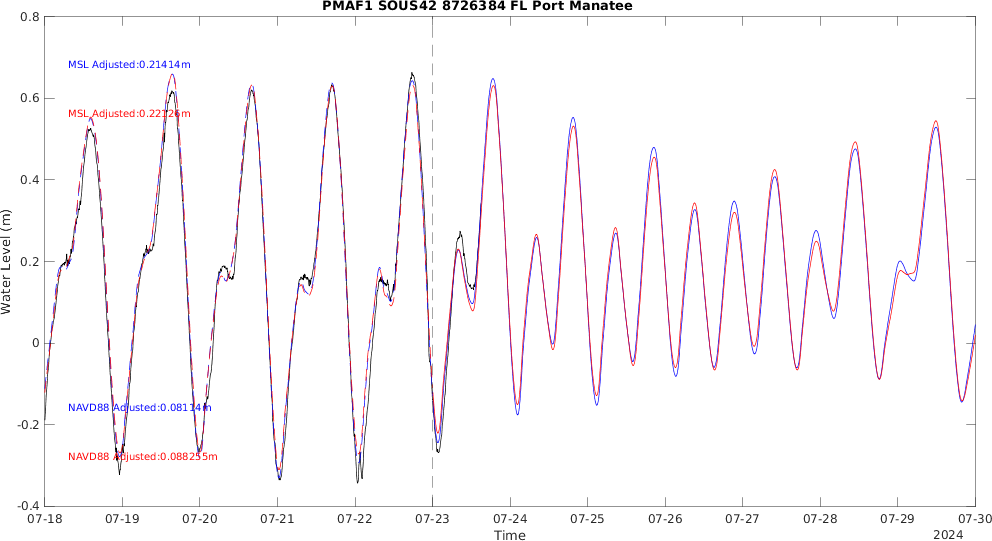 PMAF1 SOUS42 8726384 FL Port Manatee
0.8
MSL Adjusted:0.21414m
0.6
MSL Adjusted:0.22126m
0.4
0.2
Water Level (m)
0
NAVD88 Adjusted:0.08114m
-0.2
NAVD88 Adjusted:0.088255m
-0.4
07-18 07-19 07-20 07-21 07-22 07-23 07-24 07-25 07-26 07-27 07-28 07-29 07-30
Time
2024